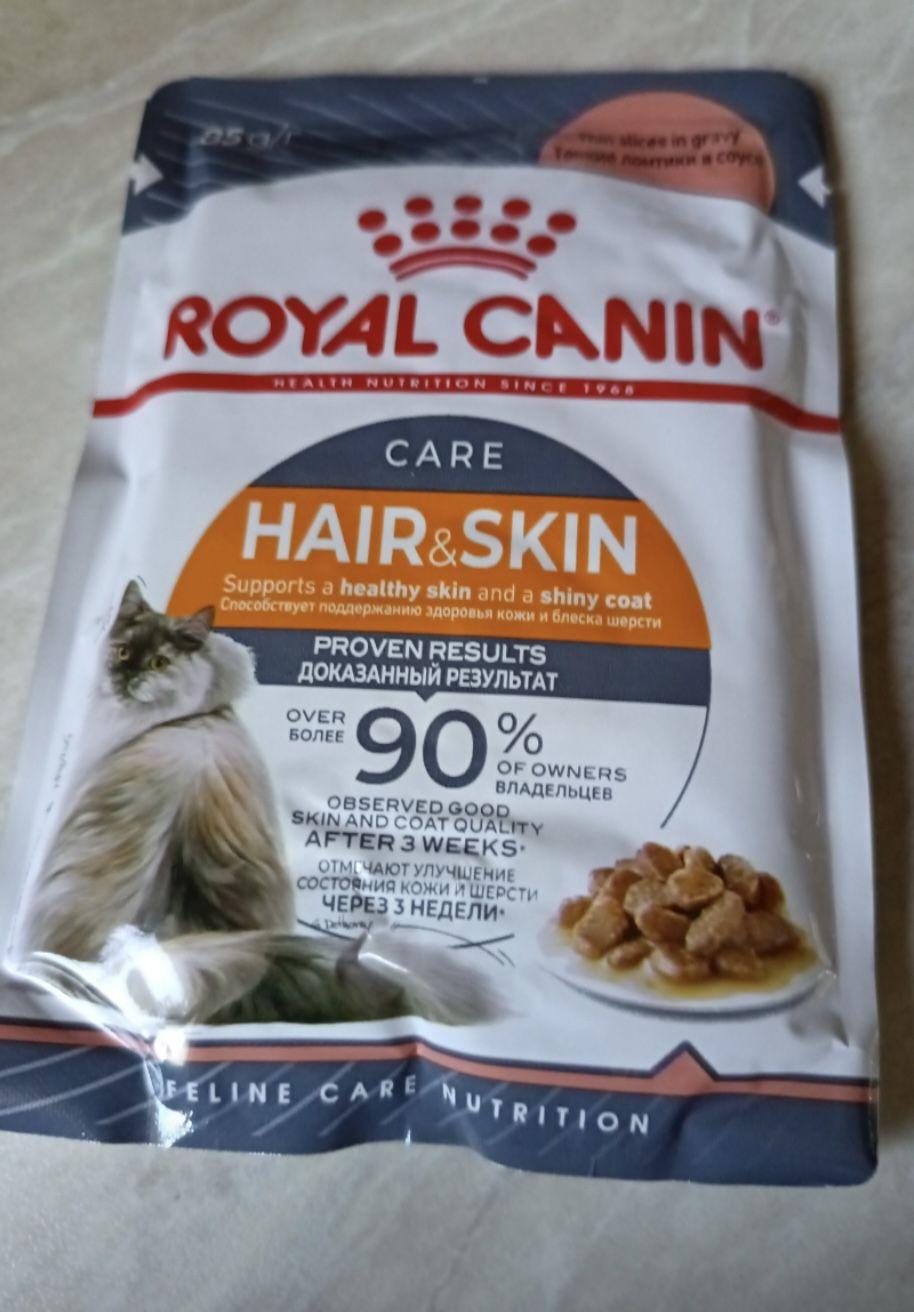 85 g/г
Thin slices in gravy
Тонкие ломтики в соусе
ROYAL CANIN®
HEALTH NUTRITION SINCE 1968
CARE
HAIR&SKIN
Supports a healthy skin and a shiny coat
Способствует поддержанию здоровья кожи и блеска шерсти
PROVEN RESULTS
ДОКАЗАННЫЙ РЕЗУЛЬТАТ
OVER
БОЛЕЕ
90%
OF OWNERS
ВЛАДЕЛЬЦЕВ
OBSERVED GOOD
SKIN AND COAT QUALITY
AFTER 3 WEEKS*
ОТМЕЧАЮТ УЛУЧШЕНИЕ
СОСТОЯНИЯ КОЖИ И ШЕРСТИ
ЧЕРЕЗ 3 НЕДЕЛИ*
FELINE CARE NUTRITION